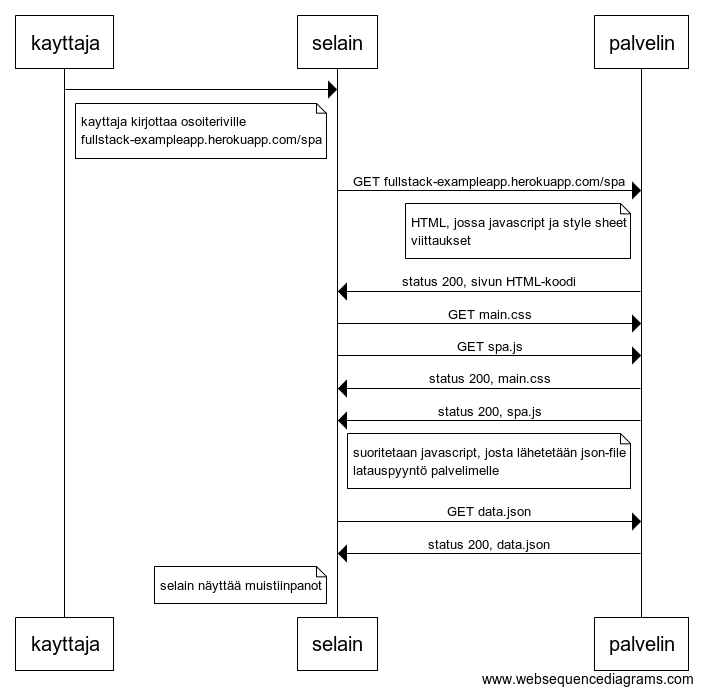 kayttaja
selain
palvelin
kayttaja kirjottaa osoiteriville
fullstack-exampleapp.herokuapp.com/spa
GET fullstack-exampleapp.herokuapp.com/spa
HTML, jossa javascript ja style sheet
viittaukset
status 200, sivun HTML-koodi
GET main.css
GET spa.js
status 200, main.css
status 200, spa.js
suoritetaan javascript, josta lähetetään json-file
latauspyyntö palvelimelle
GET data.json
status 200, data.json
selain näyttää muistiinpanot
kayttaja
selain
palvelin
www.websequencediagrams.com